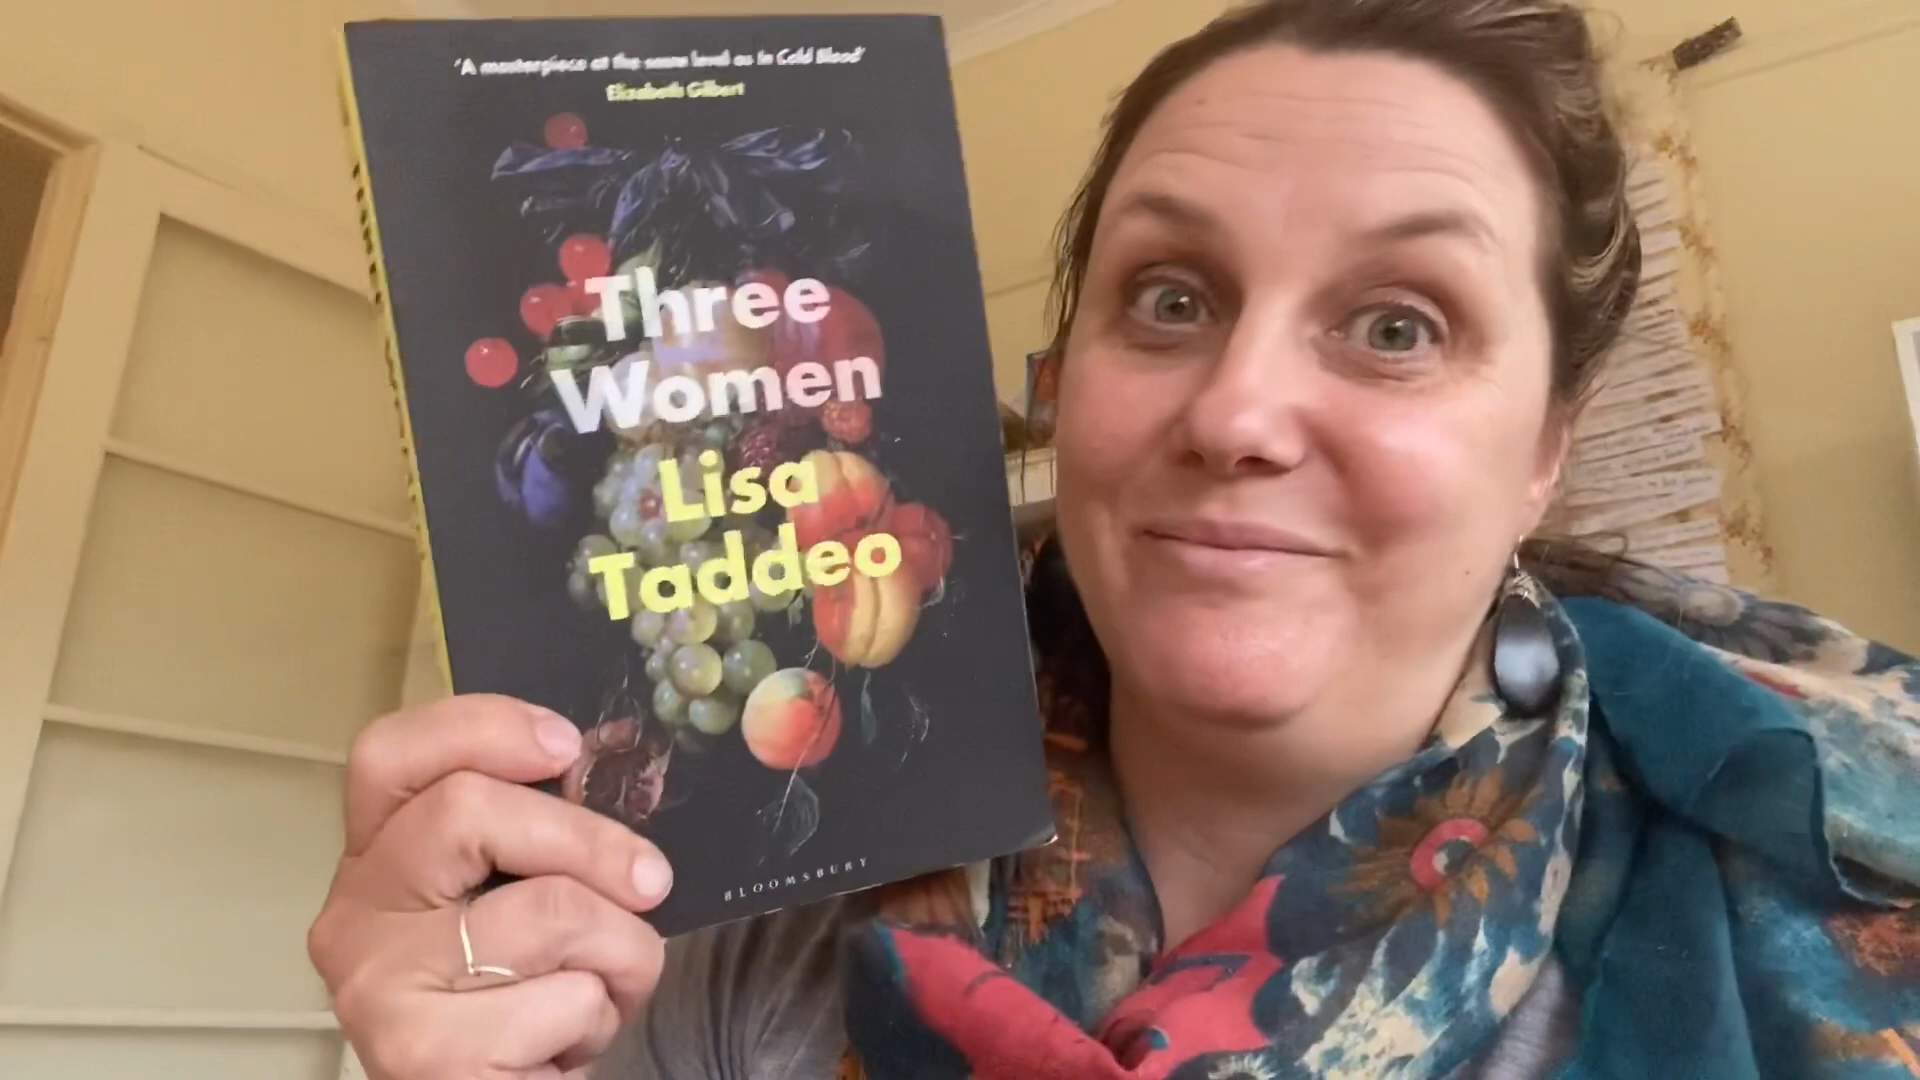 'A masterpiece at the same level as In Cold Blood'
Elizabeth Gilbert
Three
Women
Lisa
Taddeo
BLOOMSBURY